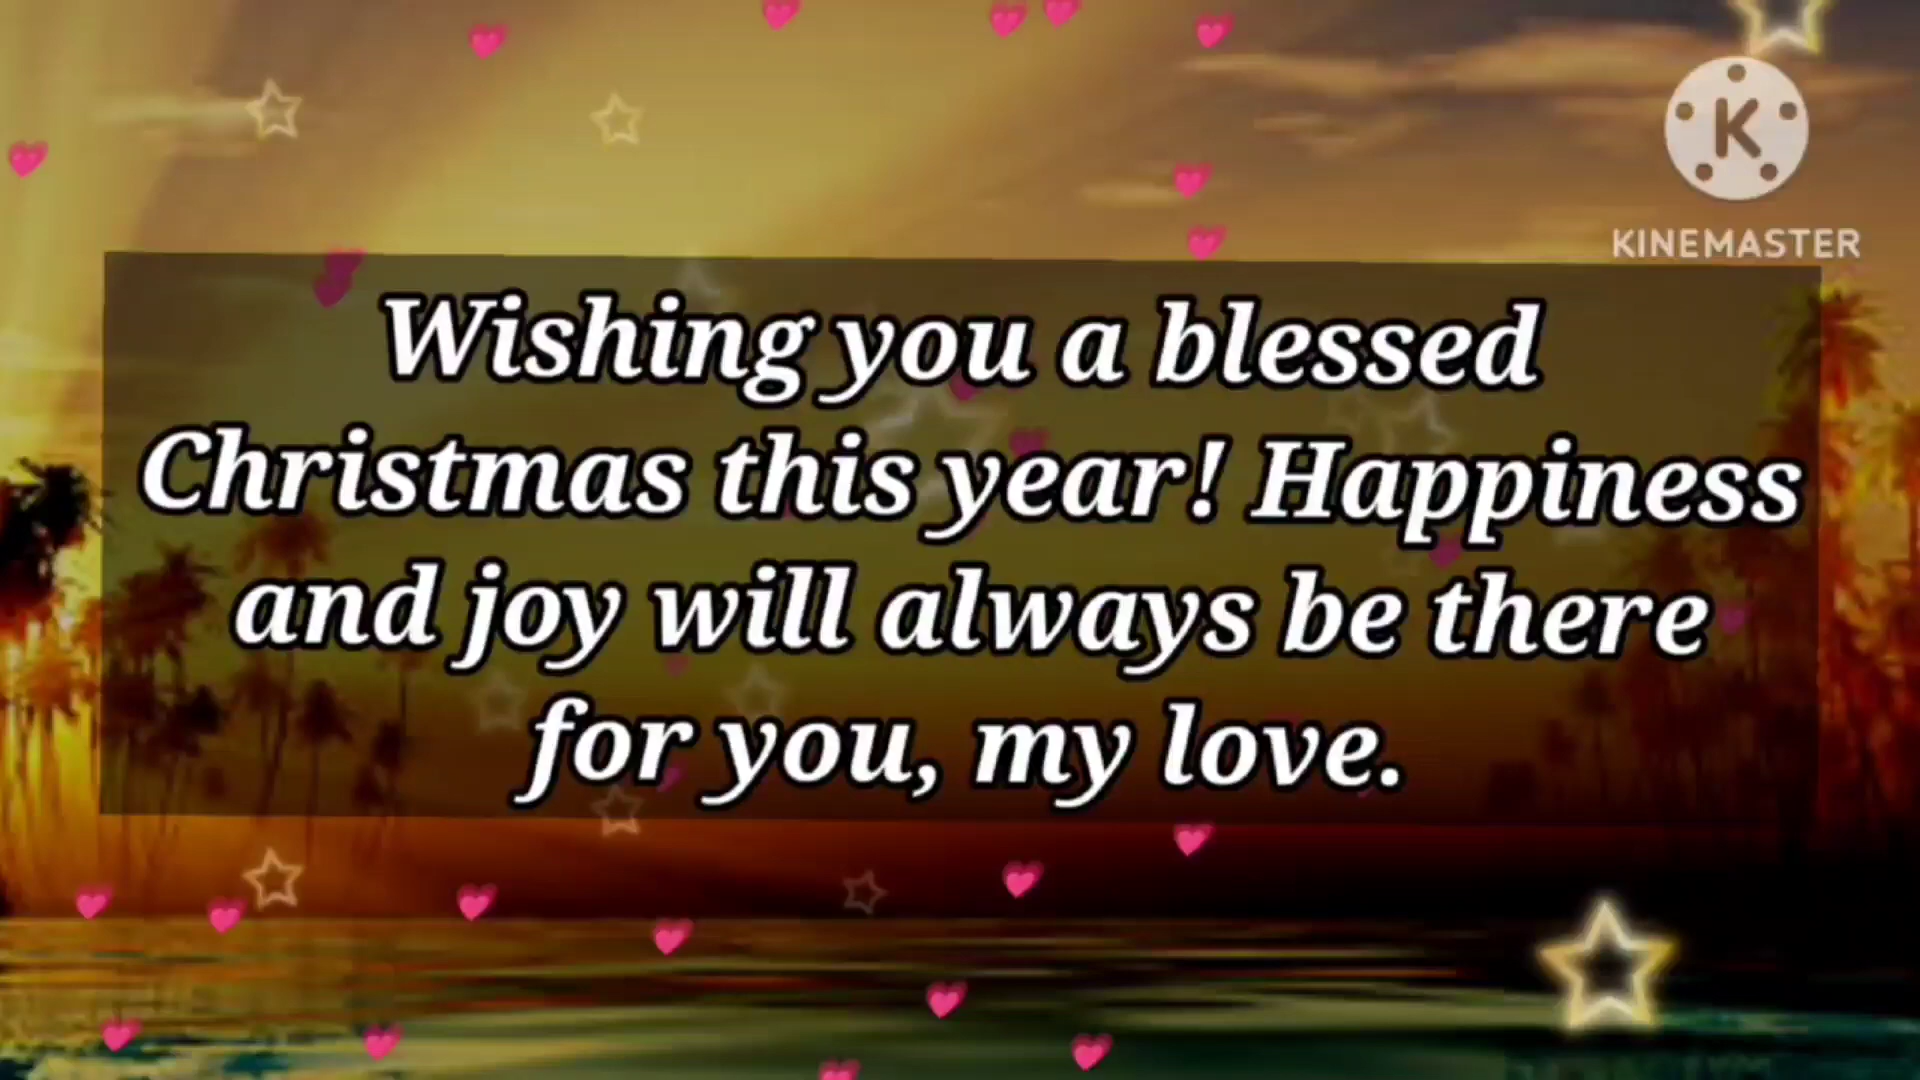 K
KINEMASTER
Wishing you a blessed
Christmas this year! Happiness
and joy will always be there
for you, my love.